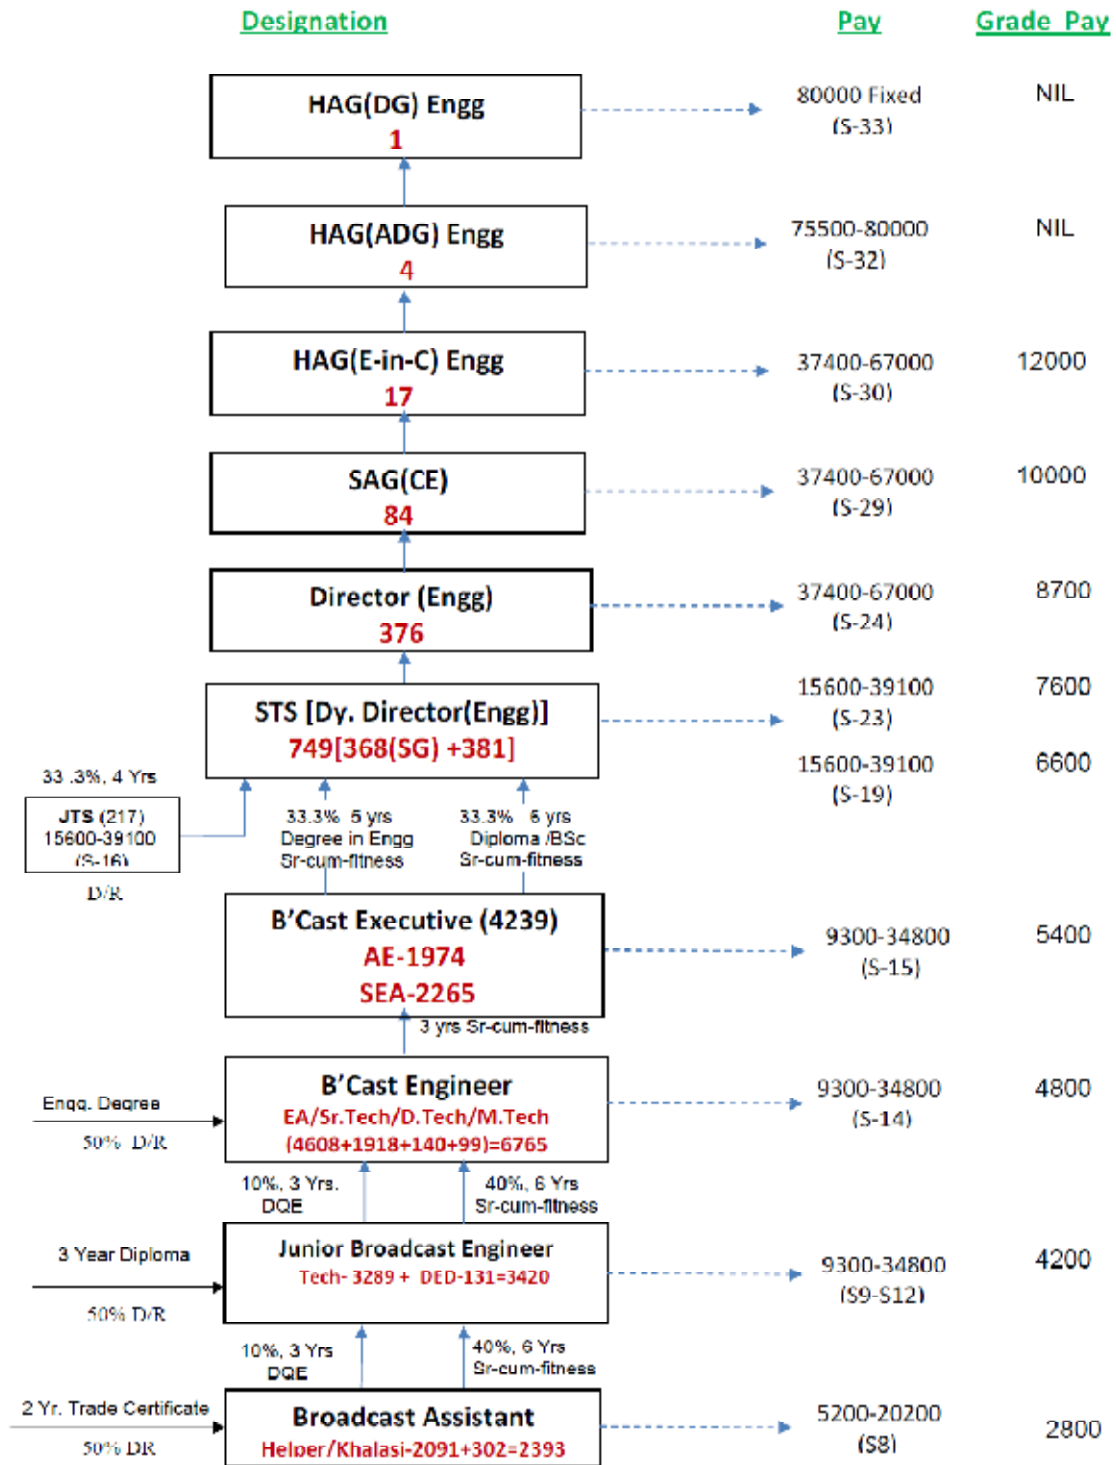 Designation Pay Grade Pay
HAG(DG) Engg
1
80000 Fixed
(S-33)
NIL
HAG(ADG) Engg
4
75500-80000
(S-32)
NIL
HAG(E-in-C) Engg
17
37400-67000
(S-30)
12000
SAG(CE)
84
37400-67000
(S-29)
10000
Director (Engg)
376
37400-67000
(S-24)
8700
STS [Dy. Director(Engg)]
749[368(SG) +381]
15600-39100
(S-23)
7600
15600-39100
(S-19)
6600
33 .3%, 4 Yrs
JTS (217)
15600-39100
(S-16)
D/R
33.3% 5 yrs
Degree in Engg
Sr-cum-fitness
33.3% 6 yrs
Diploma /BSc
Sr-cum-fitness
B'Cast Executive (4239)
AE-1974
SEA-2265
9300-34800
(S-15)
5400
3 yrs Sr-cum-fitness
B'Cast Engineer
EA/Sr.Tech/D.Tech/M.Tech
(4608+1918+140+99)=6765
9300-34800
(S-14)
4800
Engg. Degree
50% D/R
10%, 3 Yrs.
DQE
40%, 6 Yrs
Sr-cum-fitness
Junior Broadcast Engineer
Tech- 3289 + DED-131=3420
9300-34800
(S9-S12)
4200
3 Year Diploma
50% D/R
10%, 3 Yrs
DQE
40%, 6 Yrs
Sr-cum-fitness
Broadcast Assistant
Helper/Khalasi-2091+302=2393
5200-20200
(S8)
2800
2 Yr. Trade Certificate
50% DR